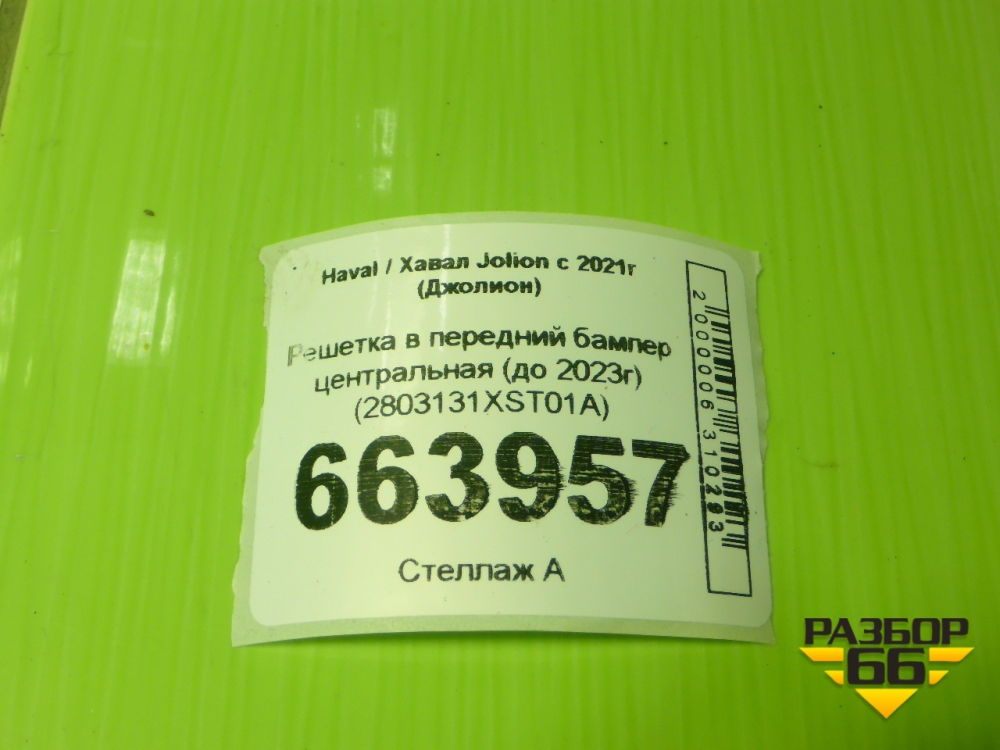 Haval / Хавал Jolion с 2021г
(Джолион)
Решетка в передний бампер
центральная (до 2023г)
(2803131XST01A)
663957
Стеллаж А
2000006310293
РАЗБОР
66